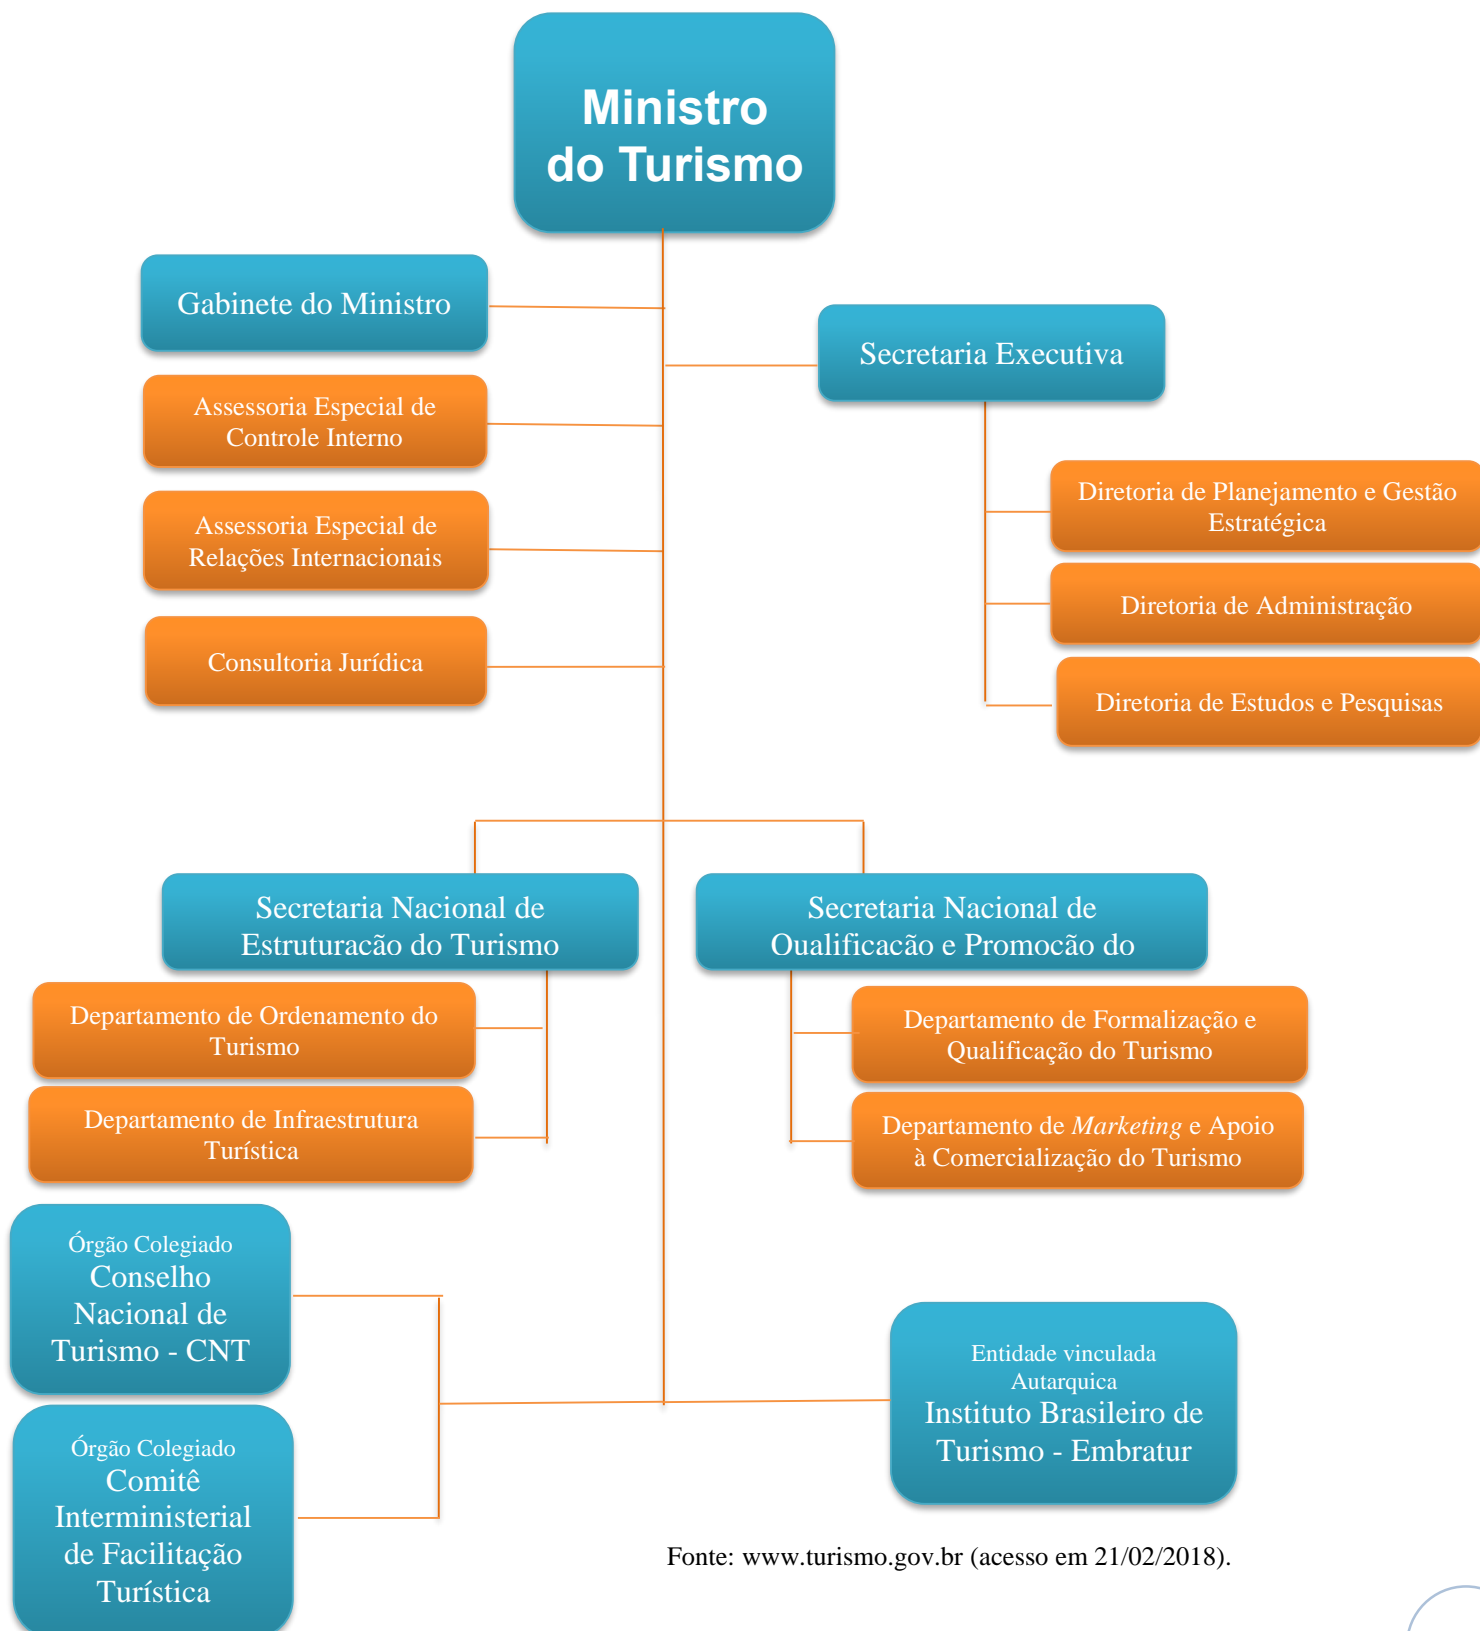 Ministro
do Turismo
Gabinete do Ministro
Secretaria Executiva
Assessoria Especial de
Controle Interno
Assessoria Especial de
Relações Internacionais
Consultoria Jurídica
Diretoria de Planejamento e Gestão
Estratégica
Diretoria de Administração
Diretoria de Estudos e Pesquisas
Secretaria Nacional de
Estruturacão do Turismo
Secretaria Nacional de
Oualificacão e Promocão do
Departamento de Ordenamento do
Turismo
Departamento de Infraestrutura
Turística
Departamento de Formalização e
Qualificação do Turismo
Departamento de Marketing e Apoio
à Comercialização do Turismo
Órgão Colegiado
Conselho
Nacional de
Turismo - CNT
Órgão Colegiado
Comitê
Interministerial
de Facilitação
Turística
Entidade vinculada
Autarquica
Instituto Brasileiro de
Turismo - Embratur
Fonte: www.turismo.gov.br (acesso em 21/02/2018).